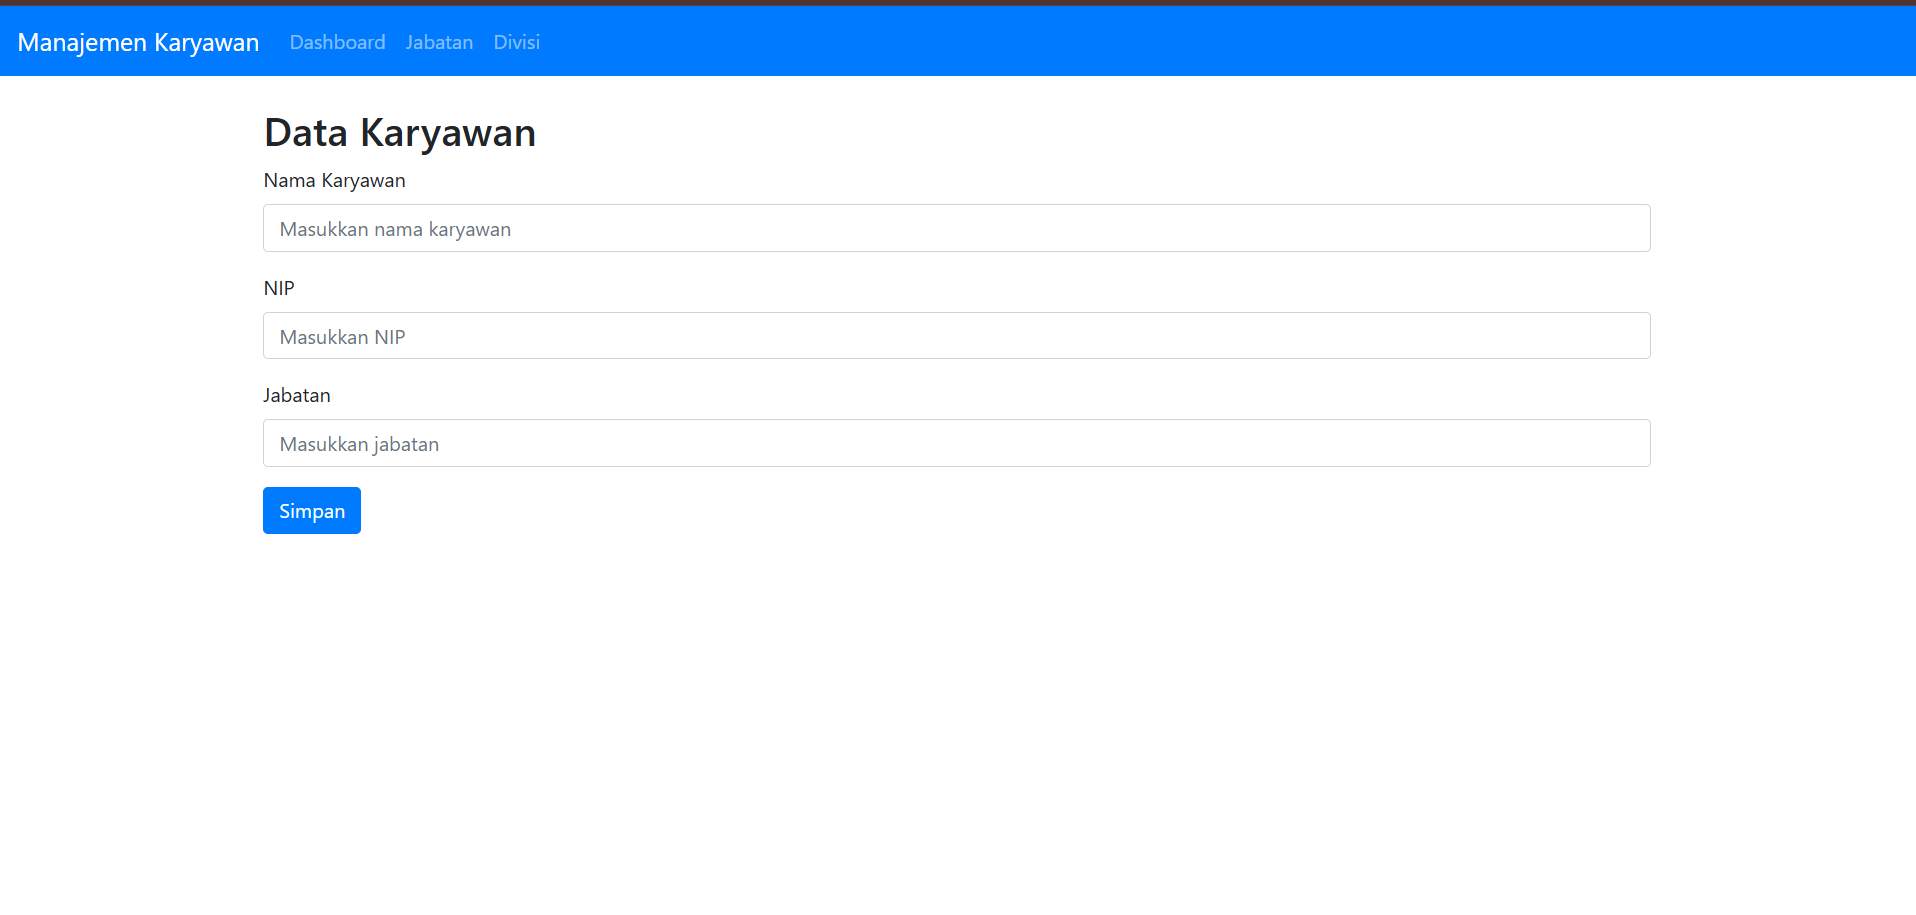 Manajemen Karyawan Dashboard Jabatan Divisi
Data Karyawan
Nama Karyawan
Masukkan nama karyawan
NIP
Masukkan NIP
Jabatan
Masukkan jabatan
Simpan